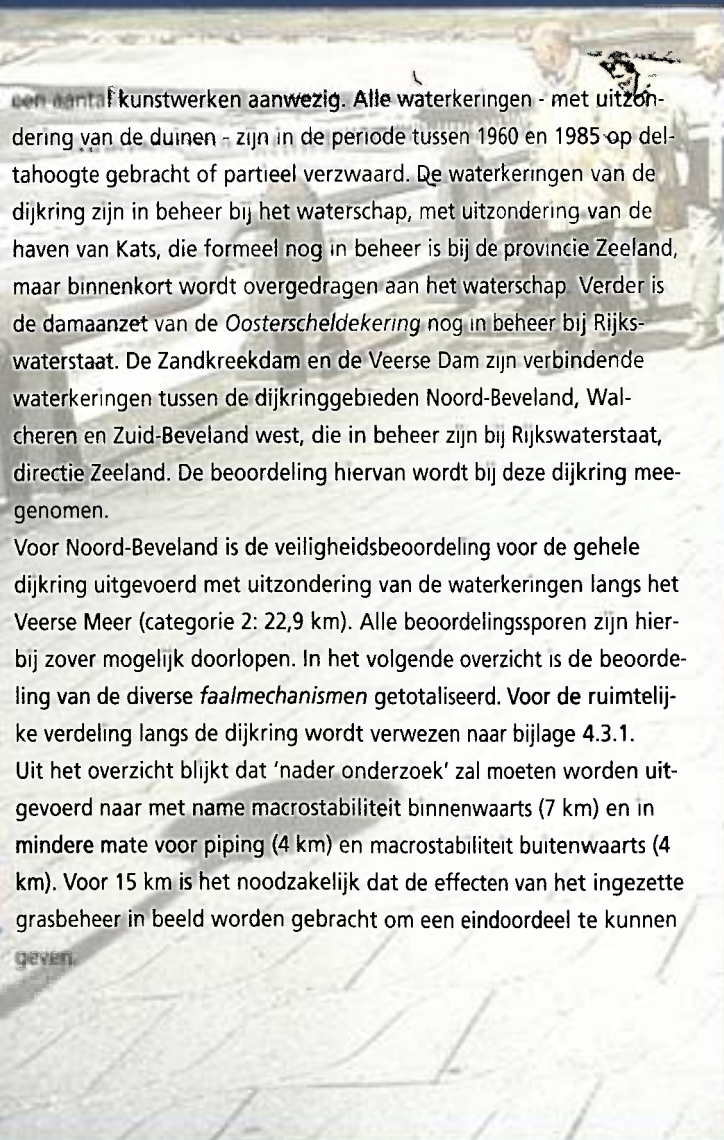 een aantal kunstwerken aanwezig. Alle waterkeringen - met uitzon-
dering van de duinen - zijn in de periode tussen 1960 en 1985 op del-
tahoogte gebracht of partieel verzwaard. De waterkeringen van de
dijkring zijn in beheer bij het waterschap, met uitzondering van de
haven van Kats, die formeel nog in beheer is bij de provincie Zeeland,
maar binnenkort wordt overgedragen aan het waterschap Verder is
de damaanzet van de Oosterscheldekering nog in beheer bij Rijks-
waterstaat. De Zandkreekdam en de Veerse Dam zijn verbindende
waterkeringen tussen de dijkringgebieden Noord-Beveland, Wal-
cheren en Zuid-Beveland west, die in beheer zijn bij Rijkswaterstaat,
directie Zeeland. De beoordeling hiervan wordt bij deze dijkring mee-
genomen.
Voor Noord-Beveland is de veiligheidsbeoordeling voor de gehele
dijkring uitgevoerd met uitzondering van de waterkeringen langs het
Veerse Meer (categorie 2: 22,9 km). Alle beoordelingssporen zijn hier-
bij zover mogelijk doorlopen. In het volgende overzicht is de beoorde-
ling van de diverse faalmechanismen getotaliseerd. Voor de ruimtelij-
ke verdeling langs de dijkring wordt verwezen naar bijlage 4.3.1.
Uit het overzicht blijkt dat 'nader onderzoek' zal moeten worden uit-
gevoerd naar met name macrostabiliteit binnenwaarts (7 km) en in
mindere mate voor piping (4 km) en macrostabiliteit buitenwaarts (4
km). Voor 15 km is het noodzakelijk dat de effecten van het ingezette
grasbeheer in beeld worden gebracht om een eindoordeel te kunnen
geven.